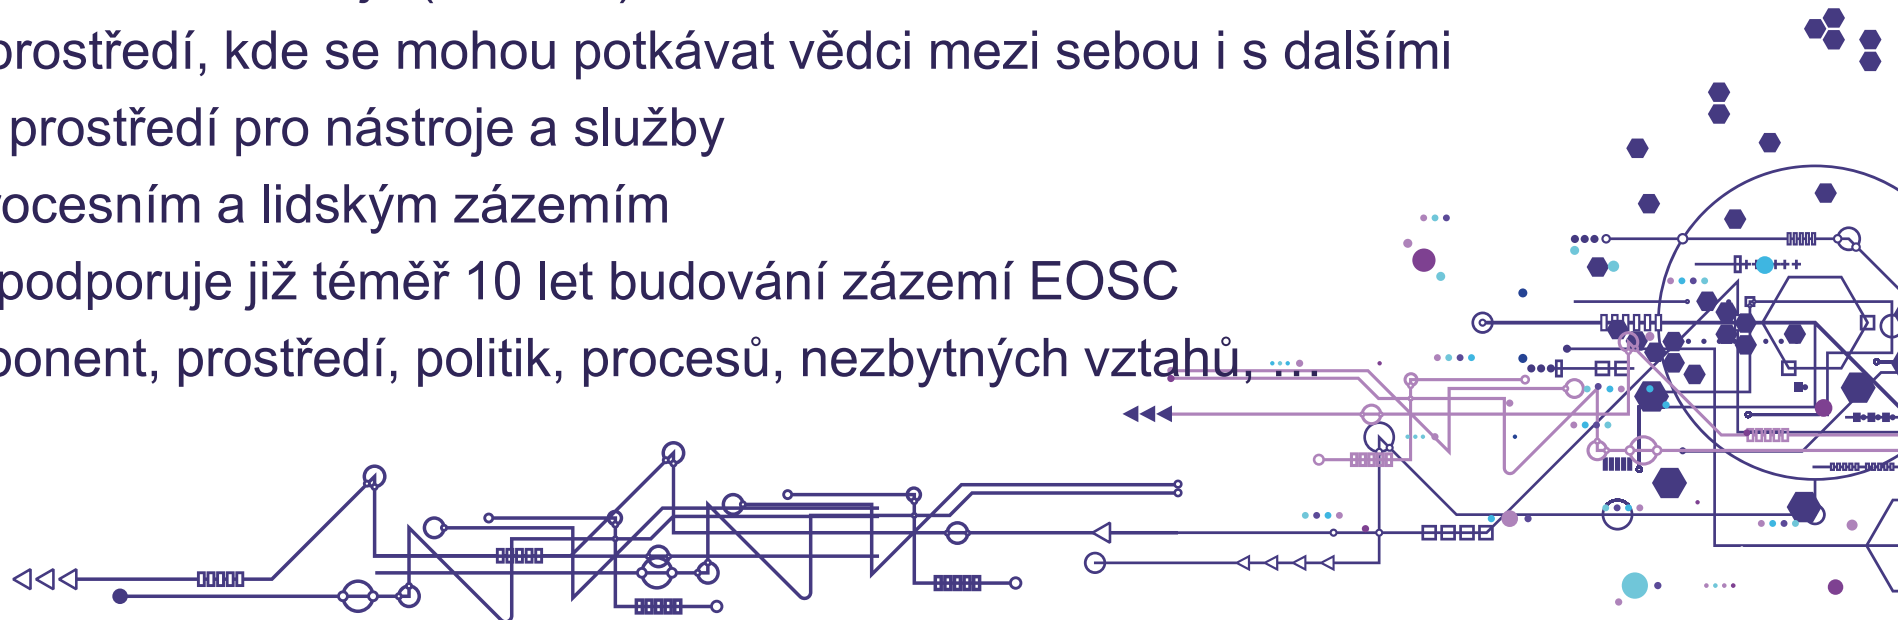 prostředí, kde se mohou potkávat vědci mezi sebou i s dalšími
prostředí pro nástroje a služby
rocesním a lidským zázemím
podporuje již téměř 10 let budování zázemí EOSC
ponent, prostředí, politik, procesů, nezbytných vztahů, ...